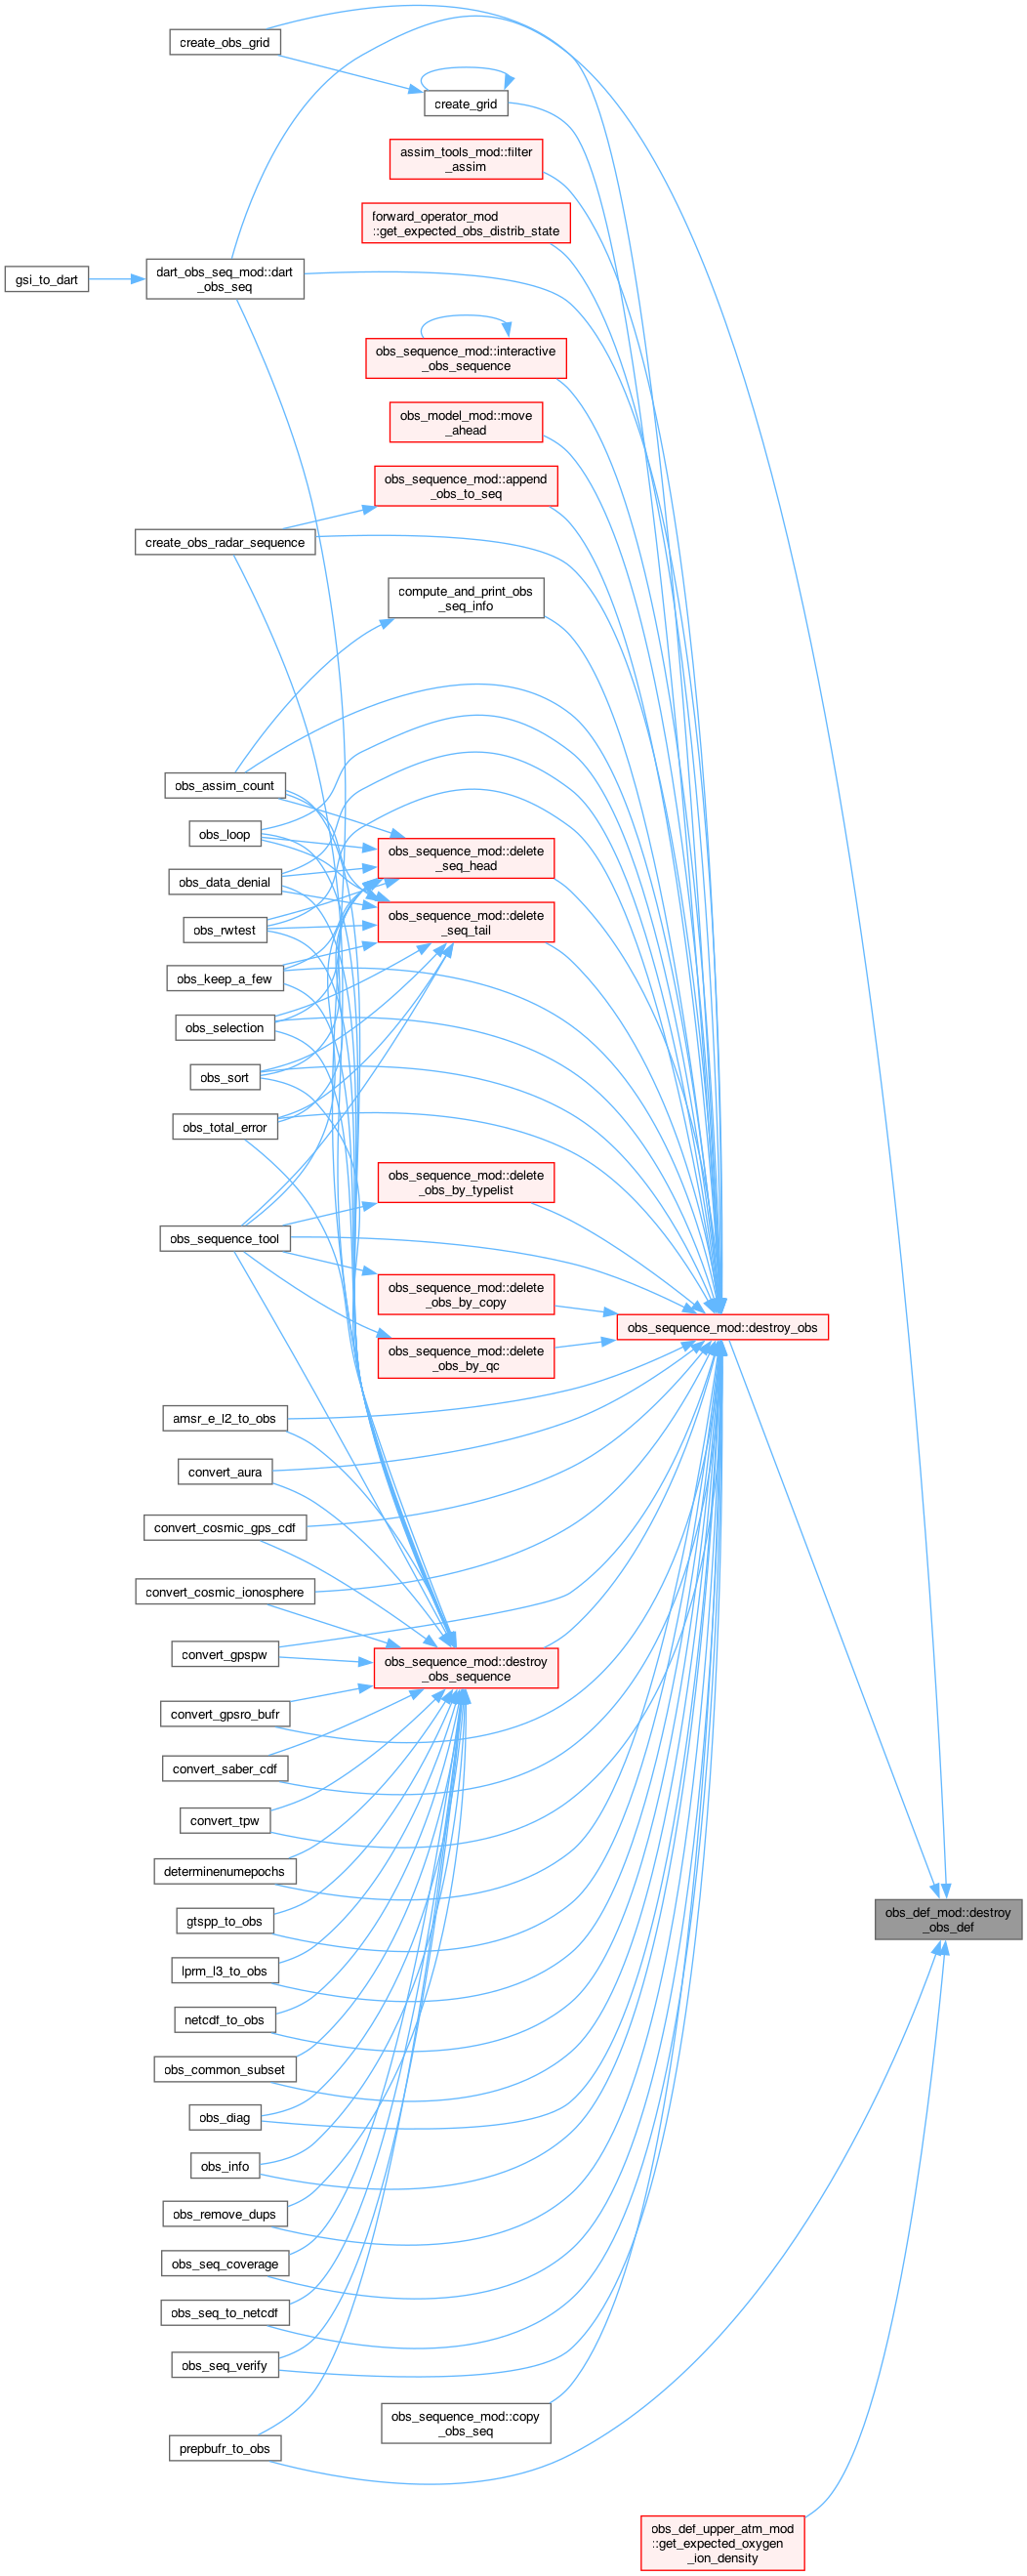 create_obs_grid
create_grid
assim_tools_mod::filter
_assim
forward_operator_mod
::get_expected_obs_distrib_state
gsi_to_dart
dart_obs_seq_mod::dart
_obs_seq
obs_sequence_mod::interactive
_obs_sequence
obs_model_mod::move
_ahead
obs_sequence_mod::append
_obs_to_seq
create_obs_radar_sequence
compute_and_print_obs
_seq_info
obs_assim_count
obs_loop
obs_sequence_mod::delete
_seq_head
obs_data_denial
obs_sequence_mod::delete
_seq_tail
obs_rwtest
obs_keep_a_few
obs_selection
obs_sort
obs_total_error
obs_sequence_mod::delete
_obs_by_typelist
obs_sequence_tool
obs_sequence_mod::delete
_obs_by_copy
obs_sequence_mod::destroy_obs
obs_sequence_mod::delete
_obs_by_qc
amsr_e_l2_to_obs
convert_aura
convert_cosmic_gps_cdf
convert_cosmic_ionosphere
convert_gpspw
obs_sequence_mod::destroy
_obs_sequence
convert_gpsro_bufr
convert_saber_cdf
convert_tpw
determinenumepochs
gtspp_to_obs
obs_def_mod::destroy
_obs_def
lprm_l3_to_obs
netcdf_to_obs
obs_common_subset
obs_diag
obs_info
obs_remove_dups
obs_seq_coverage
obs_seq_to_netcdf
obs_seq_verify
obs_sequence_mod::copy
_obs_seq
prepbufr_to_obs
obs_def_upper_atm_mod
::get_expected_oxygen
_ion_density